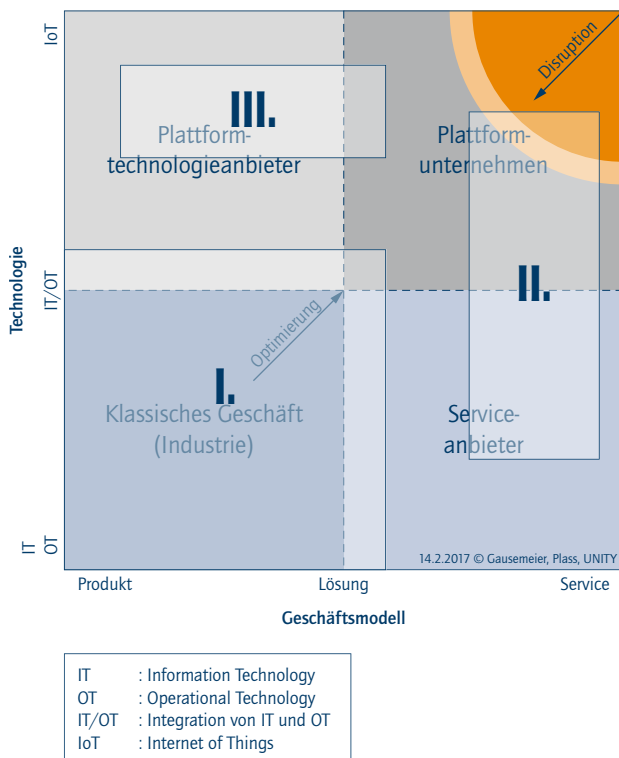 IoT
Disruption
III.
Plattform-
technologieanbieter
Plattform-
unternehmen
Technologie
IT/OT
II.
Optimierung
I.
Klassisches Geschäft
(Industrie)
Service-
anbieter
IT
OT
14.2.2017 © Gausemeier, Plass, UNITY
Produkt
Lösung
Service
Geschäftsmodell
IT : Information Technology
OT : Operational Technology
IT/OT : Integration von IT und OT
IoT : Internet of Things